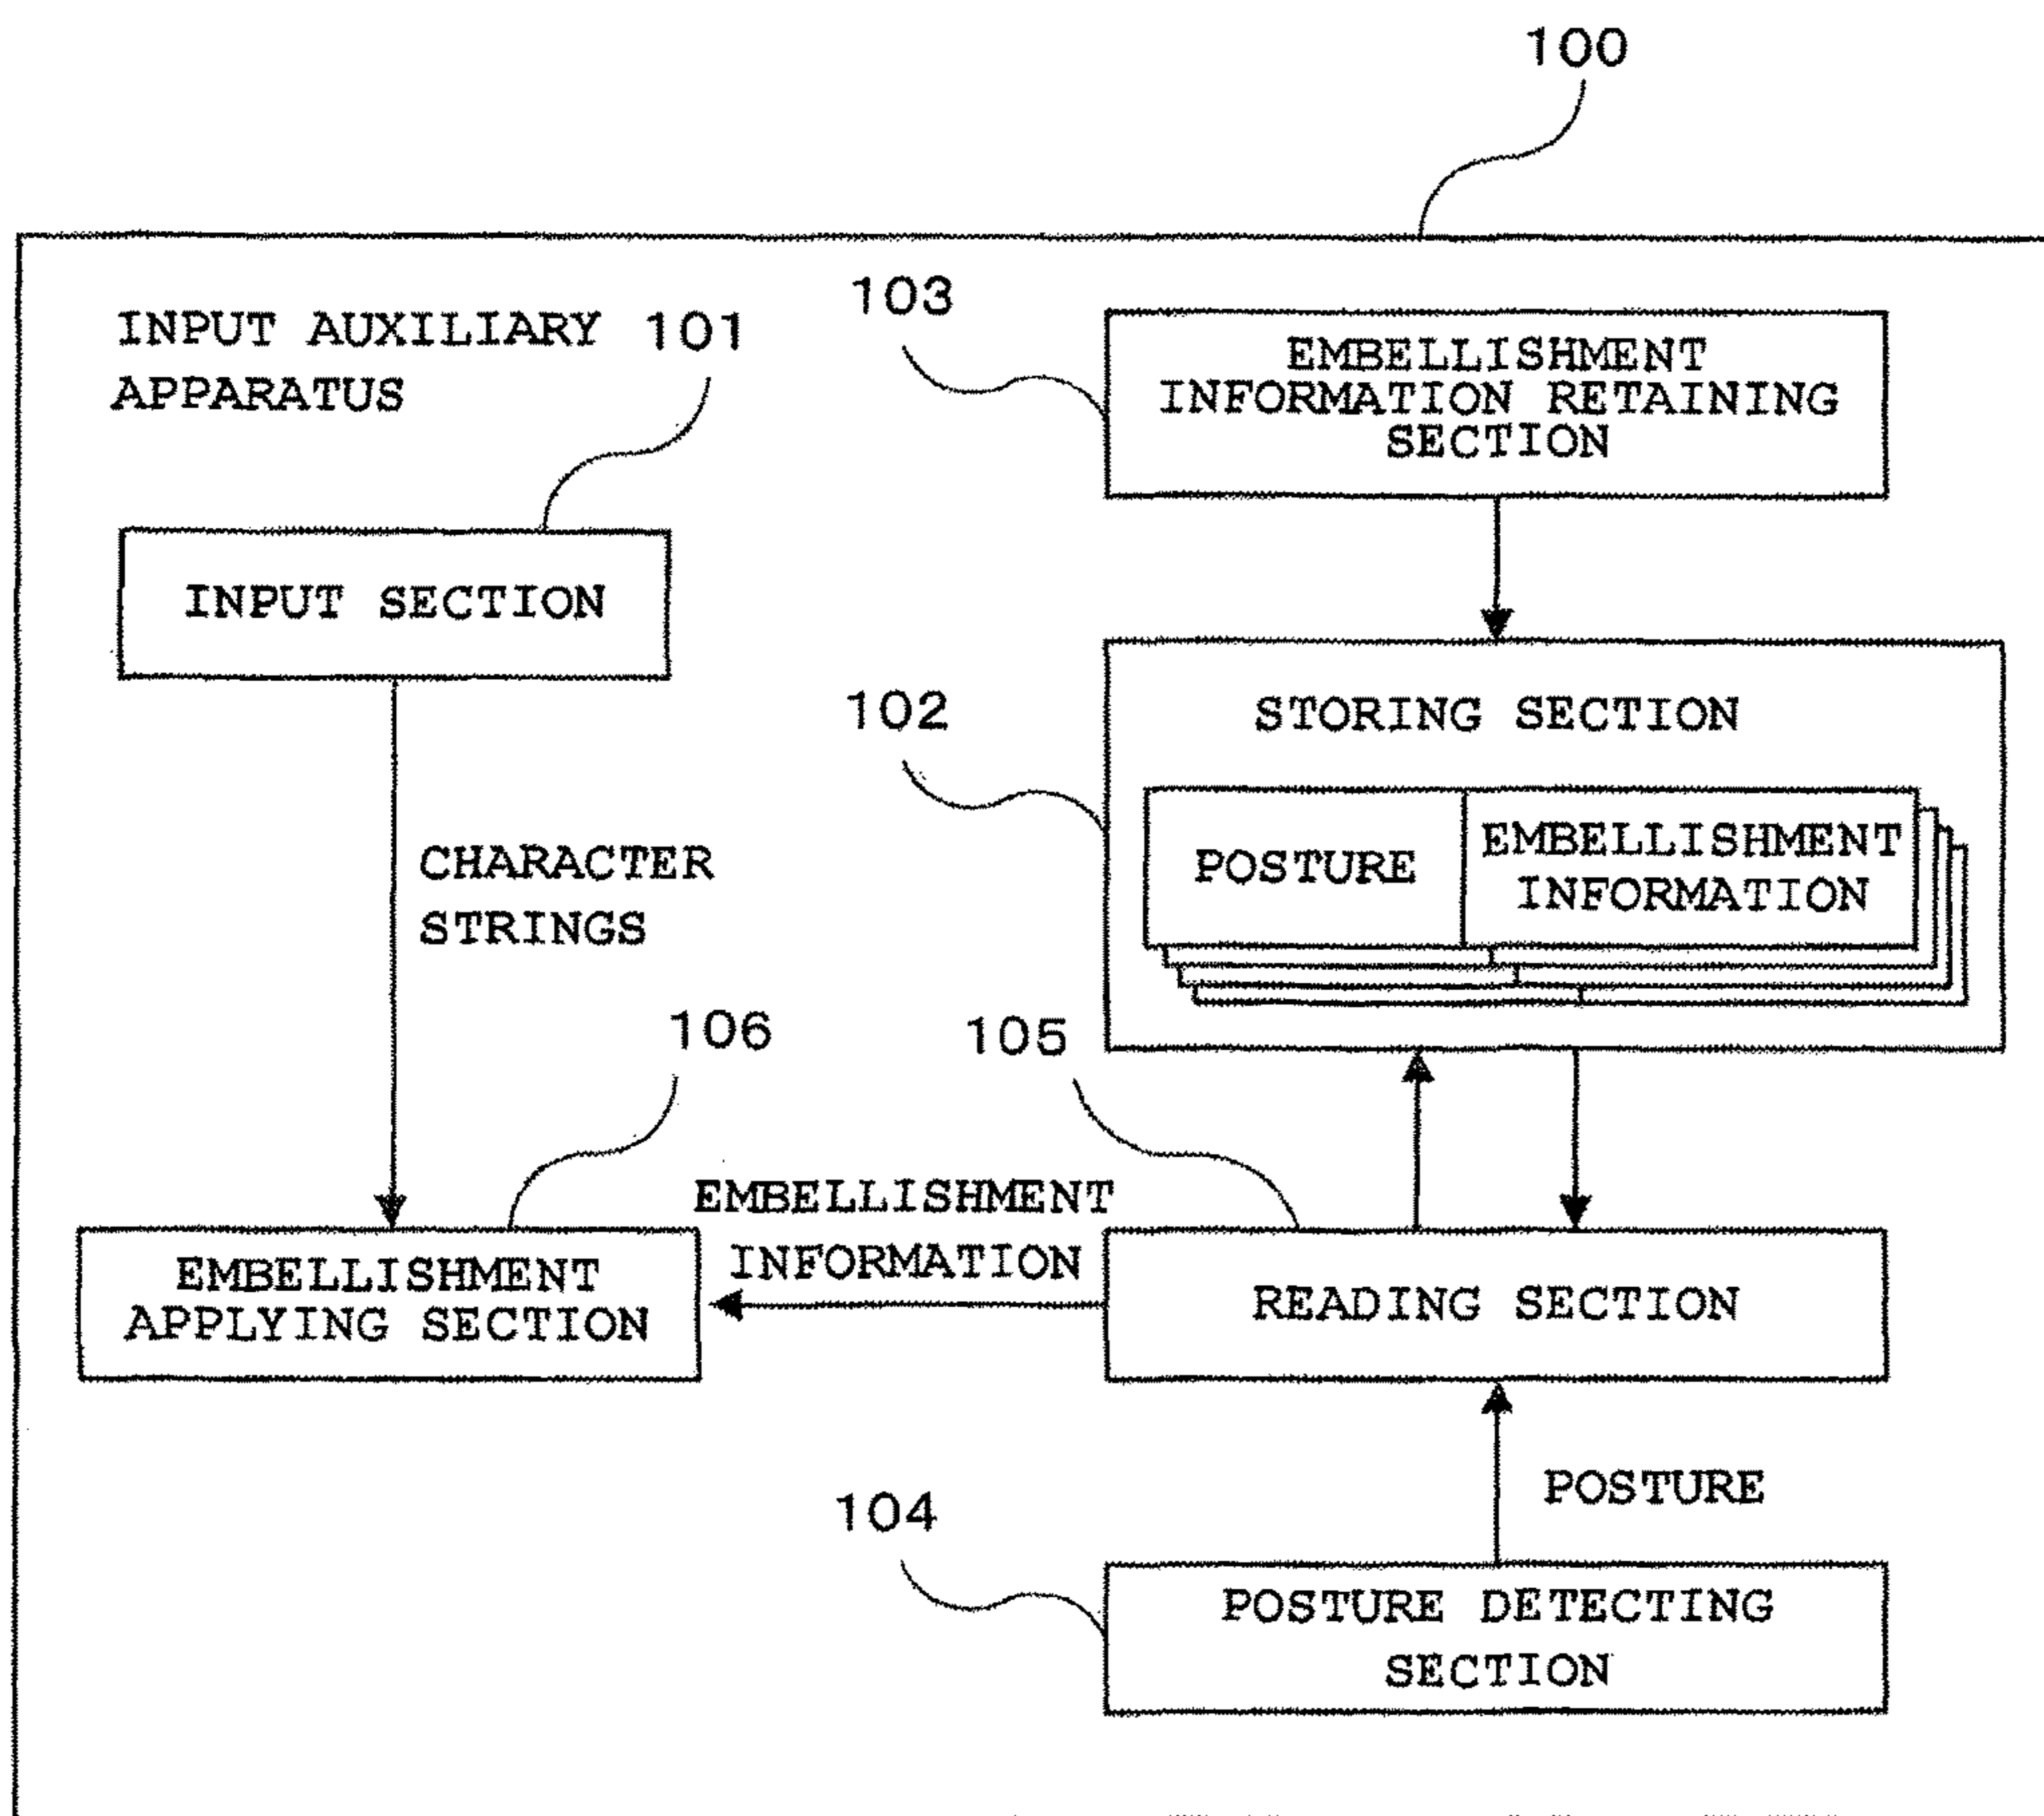 100
INPUT AUXILIARY
APPARATUS
101
103
EMBELLISHMENT
INFORMATION RETAINING
SECTION
INPUT SECTION
102
STORING SECTION
POSTURE
EMBELLISHMENT
INFORMATION
CHARACTER
STRINGS
106
105
EMBELLISHMENT
INFORMATION
EMBELLISHMENT
APPLYING SECTION
READING SECTION
POSTURE
104
POSTURE DETECTING
SECTION